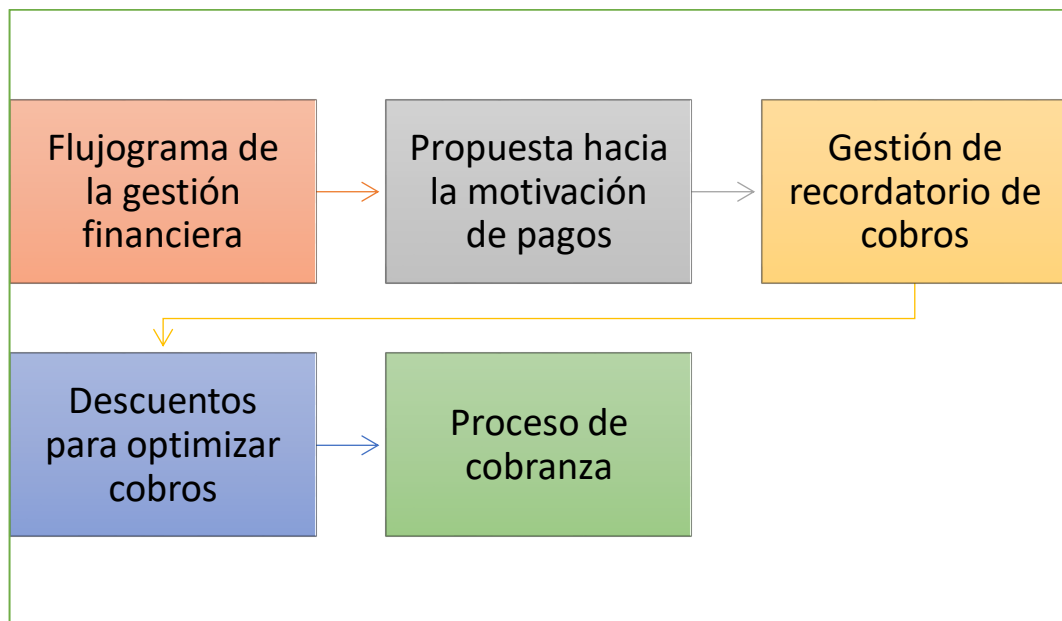 Flujograma de
la gestión
financiera
Propuesta hacia
la motivación
de pagos
Gestión de
recordatorio de
cobros
Descuentos
para optimizar
cobros
Proceso de
cobranza